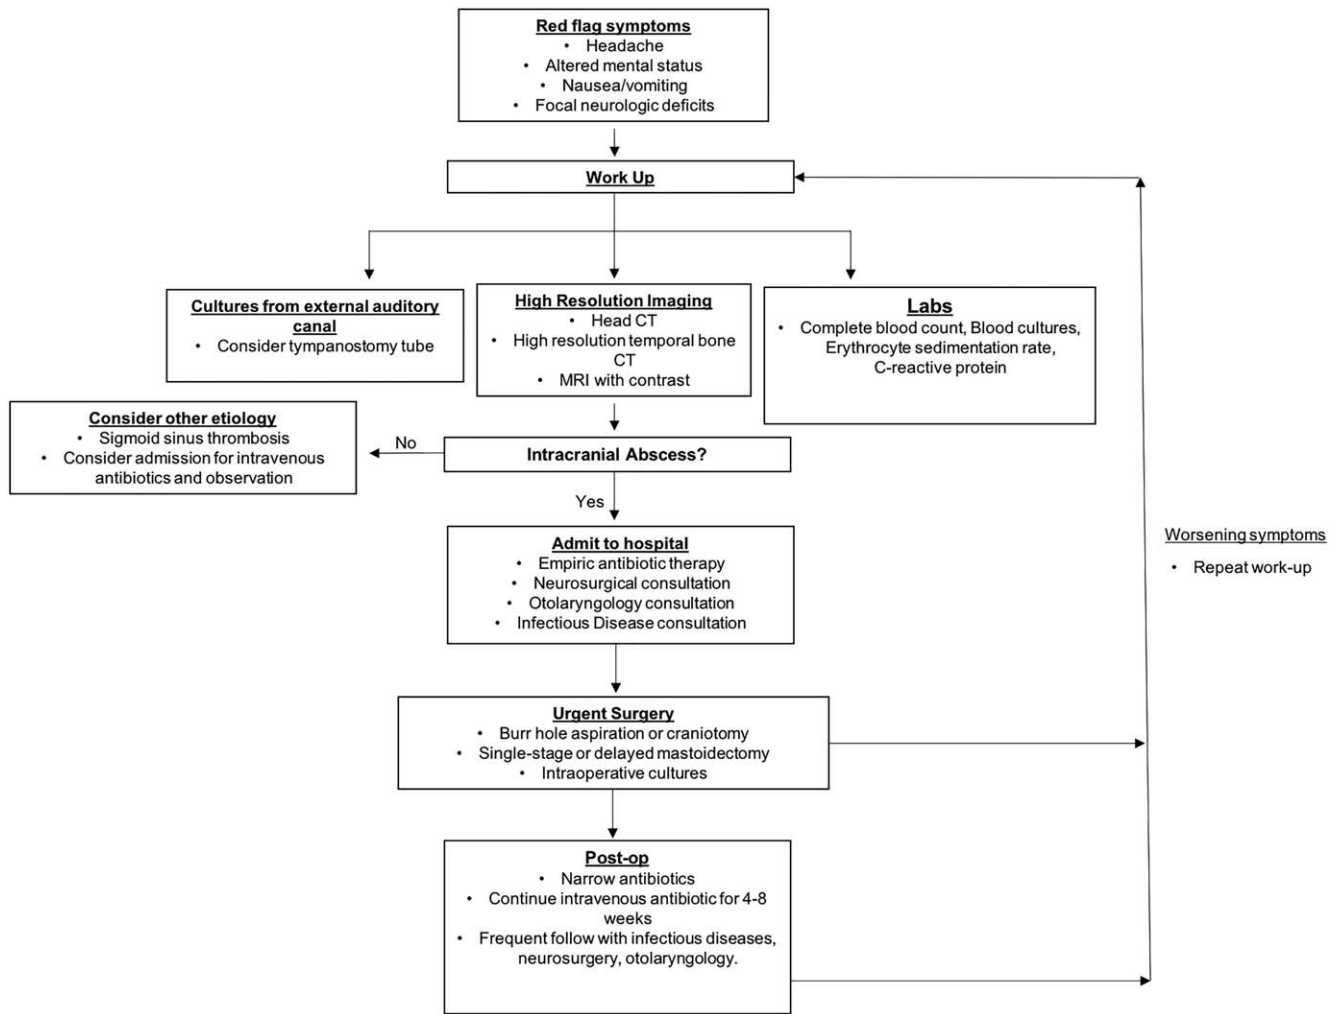 Red flag symptoms
• Headache
• Altered mental status
• Nausea/vomiting
• Focal neurologic deficits
Work Up
Cultures from external auditory
canal
• Consider tympanostomy tube
High Resolution Imaging
• Head CT
• High resolution temporal bone
CT
• MRI with contrast
Labs
• Complete blood count, Blood cultures,
Erythrocyte sedimentation rate,
C-reactive protein
Consider other etiology
• Sigmoid sinus thrombosis
• Consider admission for intravenous
antibiotics and observation
No
Intracranial Abscess?
Yes
Admit to hospital
• Empiric antibiotic therapy
• Neurosurgical consultation
• Otolaryngology consultation
• Infectious Disease consultation
Worsening symptoms
• Repeat work-up
Urgent Surgery
• Burr hole aspiration or craniotomy
• Single-stage or delayed mastoidectomy
• Intraoperative cultures
Post-op
• Narrow antibiotics
• Continue intravenous antibiotic for 4-8
weeks
• Frequent follow with infectious diseases,
neurosurgery, otolaryngology.